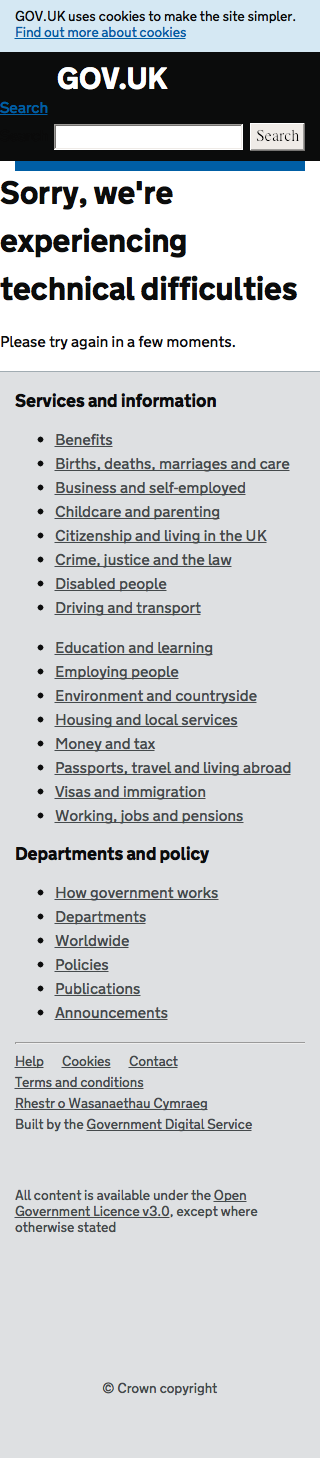 GOV.UK uses cookies to make the site simpler.
Find out more about cookies
GOV.UK
Search
Search
Sorry, we're
experiencing
technical difficulties
Please try again in a few moments.
Services and information
Benefits
Births, deaths, marriages and care
Business and self-employed
Childcare and parenting
Citizenship and living in the UK
Crime, justice and the law
Disabled people
Driving and transport
Education and learning
Employing people
Environment and countryside
Housing and local services
Money and tax
Passports, travel and living abroad
Visas and immigration
Working, jobs and pensions
Departments and policy
How government works
Departments
Worldwide
Policies
Publications
Announcements
Help Cookies Contact
Terms and conditions
Rhestr o Wasanaethau Cymraeg
Built by the Government Digital Service
All content is available under the Open
Government Licence v3.0, except where
otherwise stated
© Crown copyright